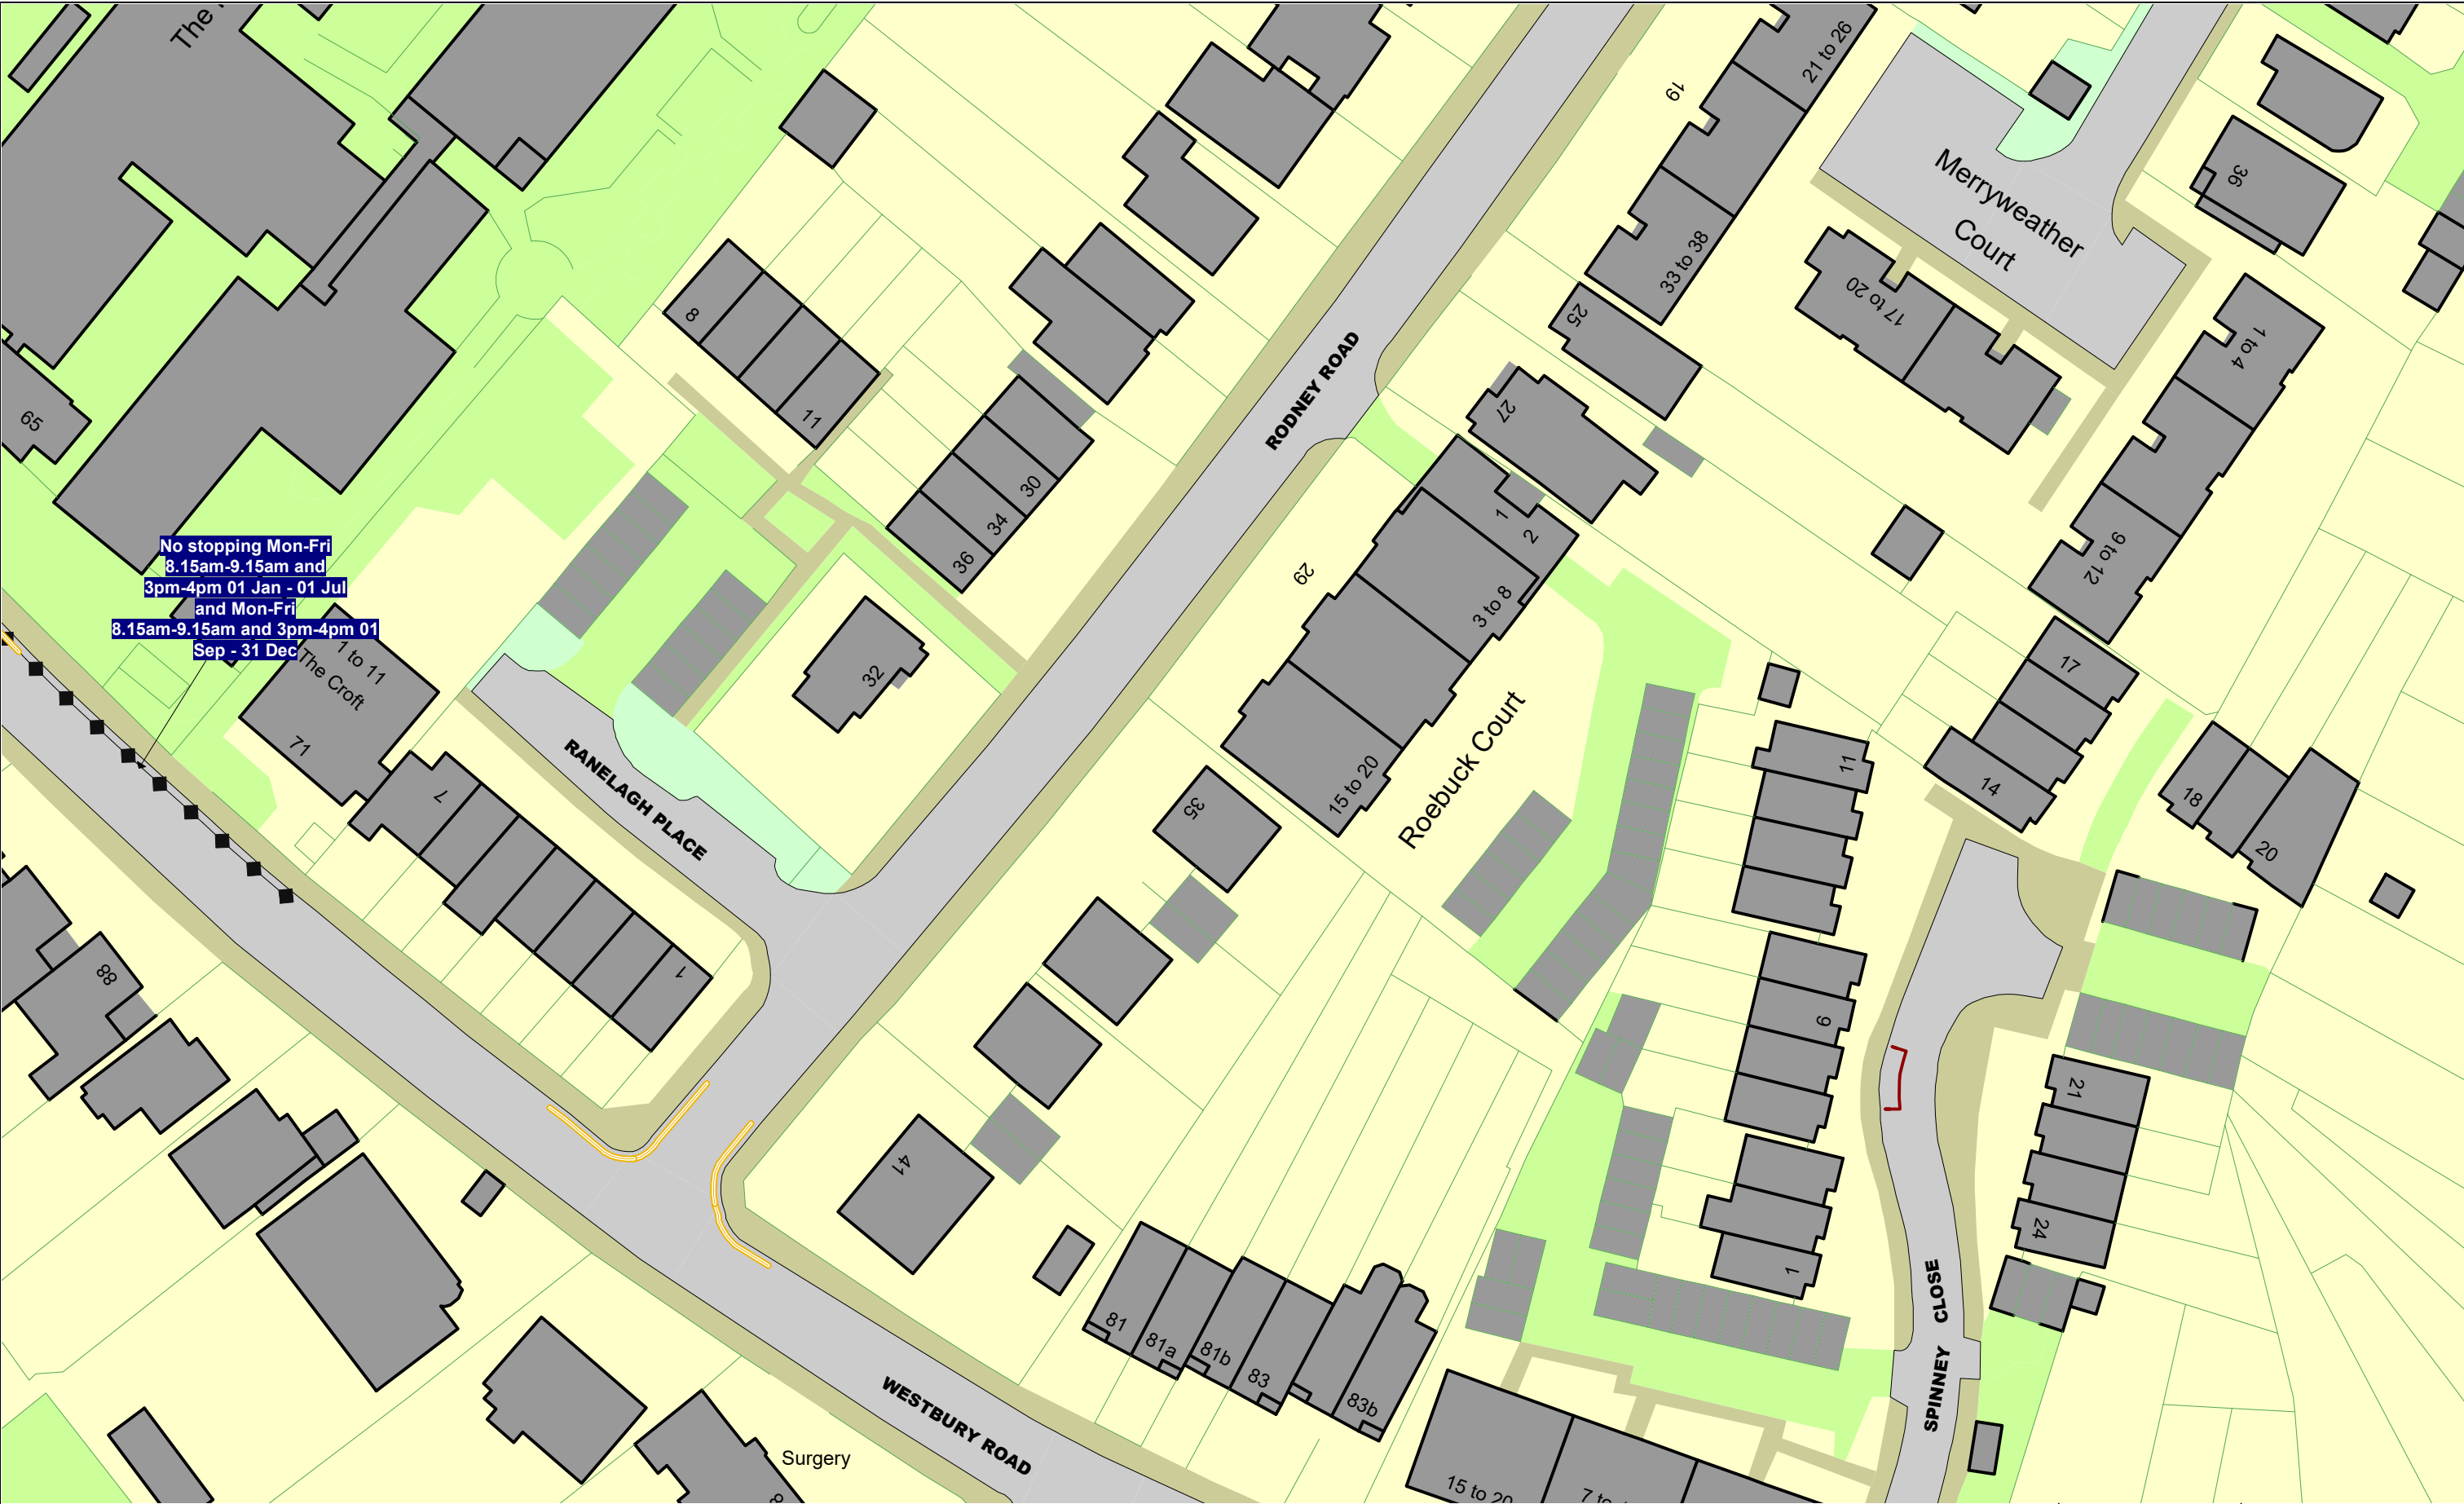 The
21 to 26
19
Merryweather
Court
36
33 to 38
17 to 20
1 to 4
25
8
11
RODNEY ROAD
27
65
30
34
36
1
2
9 to 12
No stopping Mon-Fri
8.15am-9.15am and
3pm-4pm 01 Jan - 01 Jul
and Mon-Fri
8.15am-9.15am and 3pm-4pm 01
Sep - 31 Dec
29
3 to 8
1 to 11
The Croft
32
17
71
RANELAGH PLACE
Roebuck Court
11
14
7
15 to 20
35
18
20
88
1
9
21
41
24
1
81
81a
81b
83
83b
SPINNEY CLOSE
WESTBURY ROAD
Surgery
15 to 20
7 to